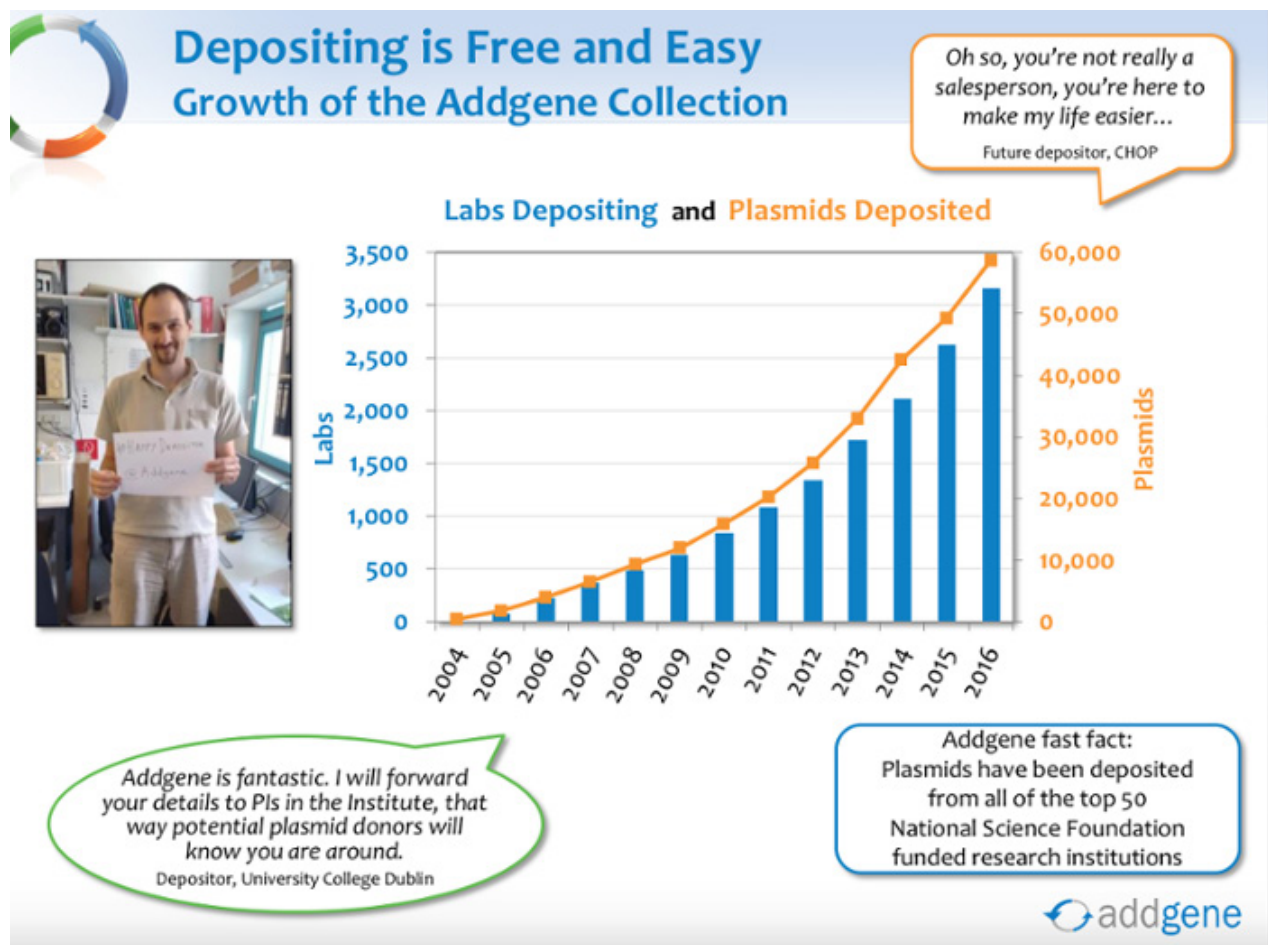 Depositing is Free and Easy
Growth of the Addgene Collection
Oh so, you're not really a
salesperson, you're here to
make my life easier...
Future depositor, CHOP
Labs Depositing and Plasmids Deposited
Labs
3,500
3,000
2,500
2,000
1,500
1,000
500
0
60,000
50,000
40,000
30,000
20,000
10,000
0
Plasmids
2004
2005
2006
2007
2008
2009
2010
2011
2012
2013
2014
2015
2016
#Happy Depositor
@ Addgene
Addgene is fantastic. I will forward
your details to PIs in the Institute, that
way potential plasmid donors will
know you are around.
Depositor, University College Dublin
Addgene fast fact:
Plasmids have been deposited
from all of the top 50
National Science Foundation
funded research institutions
addgene